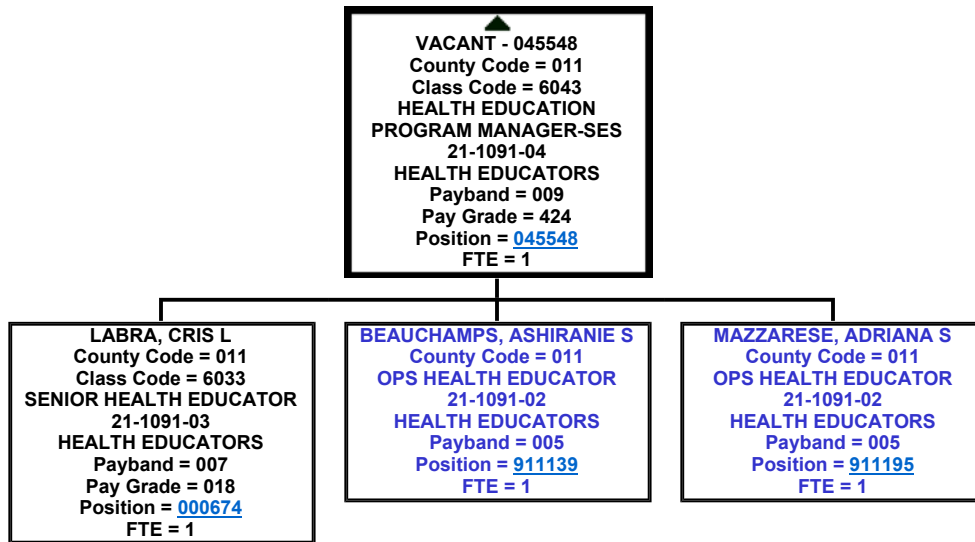 VACANT - 045548
County Code = 011
Class Code = 6043
HEALTH EDUCATION
PROGRAM MANAGER-SES
21-1091-04
HEALTH EDUCATORS
Payband = 009
Pay Grade = 424
Position = 045548
FTE = 1
LABRA, CRIS L
County Code = 011
Class Code = 6033
SENIOR HEALTH EDUCATOR
21-1091-03
HEALTH EDUCATORS
Payband = 007
Pay Grade = 018
Position = 000674
FTE = 1
BEAUCHAMPS, ASHIRANIE S
County Code = 011
OPS HEALTH EDUCATOR
21-1091-02
HEALTH EDUCATORS
Payband = 005
Position = 911139
FTE = 1
MAZZARESE, ADRIANA S
County Code = 011
OPS HEALTH EDUCATOR
21-1091-02
HEALTH EDUCATORS
Payband = 005
Position = 911195
FTE = 1